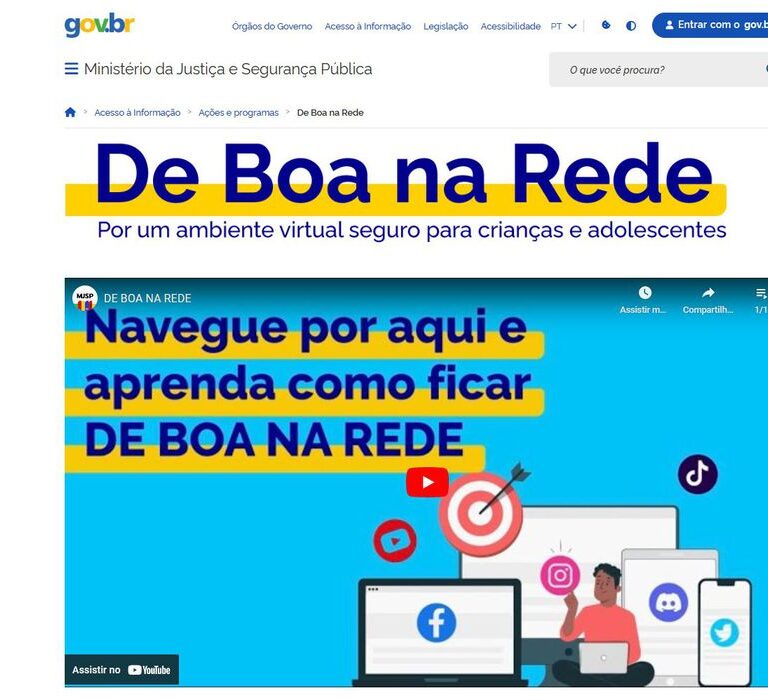 gov.br
Órgãos do Governo Acesso à Informação Legislação Acessibilidade PT Entrar com o gov.b
Ministério da Justiça e Segurança Pública
O que você procura?
Acesso à Informação > Ações e programas > De Boa na Rede
De Boa na Rede
Por um ambiente virtual seguro para crianças e adolescentes
MJSP DE BOA NA REDE
Assistir m... Compartilh... 1/1
Navegue por aqui e
aprenda como ficar
DE BOA NA REDE
Assistir no YouTube